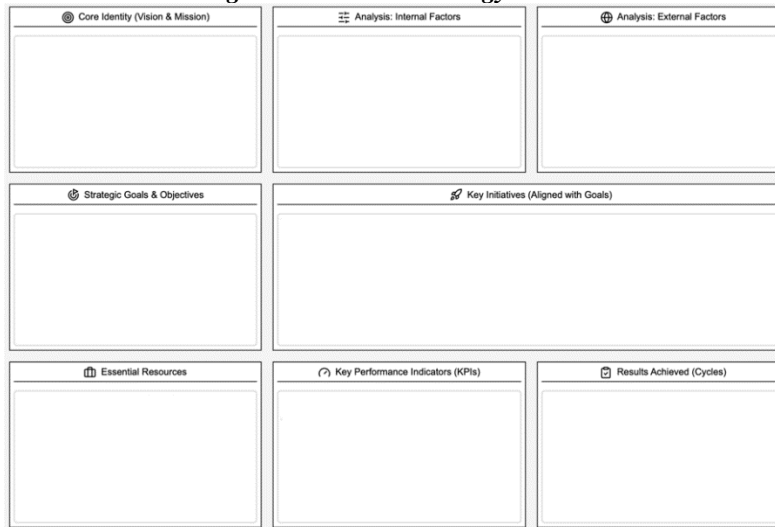 Core Identity (Vision & Mission)
Analysis: Internal Factors
Analysis: External Factors
Strategic Goals & Objectives
Key Initiatives (Aligned with Goals)
Essential Resources
Key Performance Indicators (KPIs)
Results Achieved (Cycles)